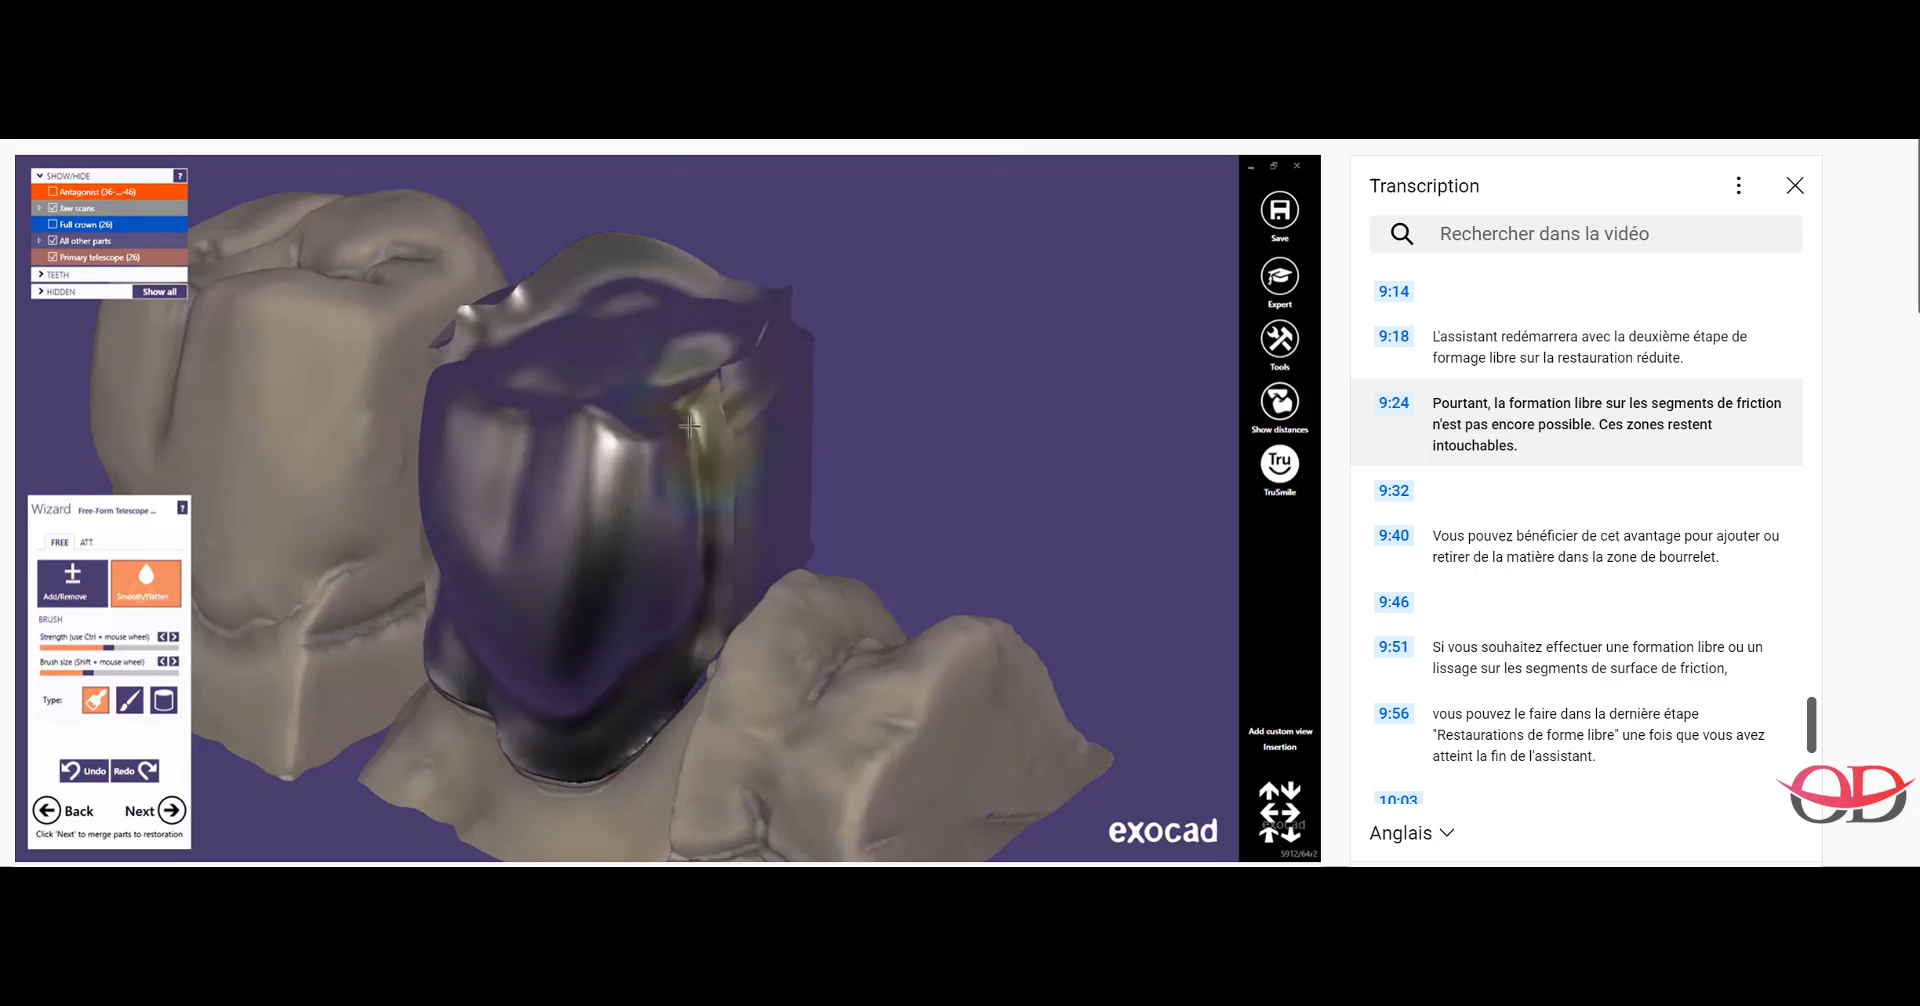 SHOW/HIDE
?
Antagonist (36-...-46)
Jaw scans
Full crown (26)
All other parts
Primary telescope (26)
TEETH
HIDDEN
Show all
Wizard Free-Form Telescope ...
?
FREE ATT.
Add/Remove
Smooth/Flatten
BRUSH
Strength (use Ctrl + mouse wheel)
Brush size (Shift + mouse wheel)
Type:
Undo
Redo
Back
Next
Click 'Next' to merge parts to restoration
exocad
Save
Expert
Tools
Show distances
Tru
TruSmile
Add custom view
Insertion
exocad
5912/64r2
Transcription
Rechercher dans la vidéo
9:14
9:18
L'assistant redémarrera avec la deuxième étape de
formage libre sur la restauration réduite.
9:24
Pourtant, la formation libre sur les segments de friction
n'est pas encore possible. Ces zones restent
intouchables.
9:32
9:40
Vous pouvez bénéficier de cet avantage pour ajouter ou
retirer de la matière dans la zone de bourrelet.
9:46
9:51
Si vous souhaitez effectuer une formation libre ou un
lissage sur les segments de surface de friction,
9:56
vous pouvez le faire dans la dernière étape
"Restaurations de forme libre" une fois que vous avez
atteint la fin de l'assistant.
10:03
Anglais
OD